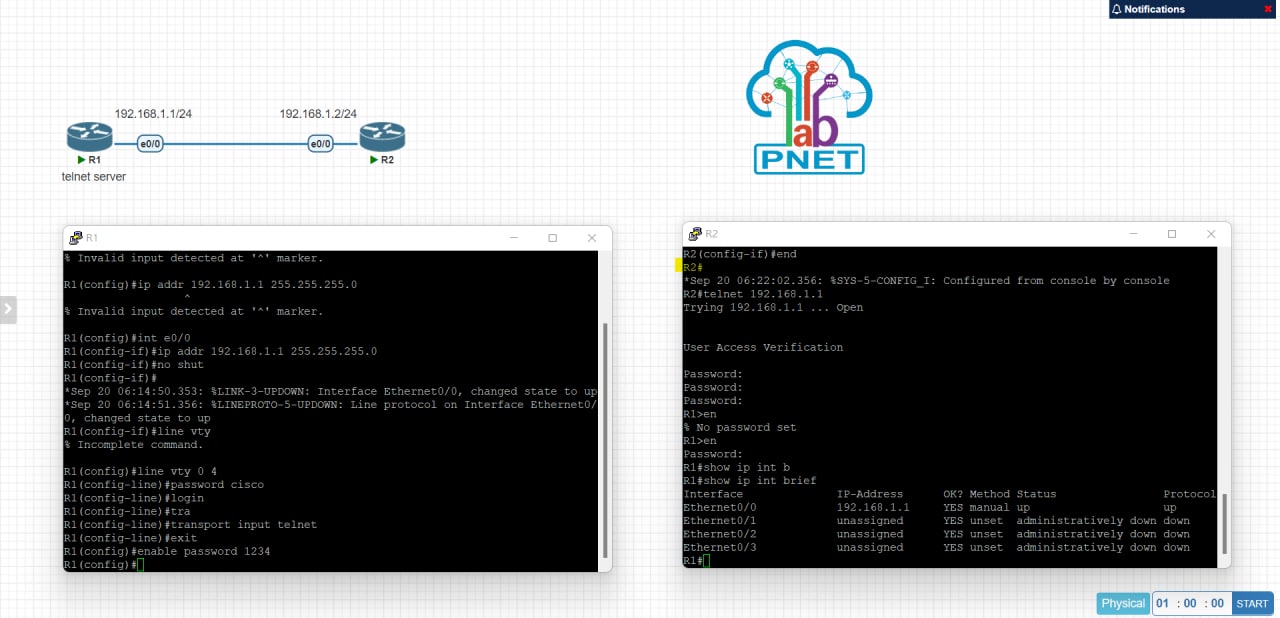 Notifications
192.168.1.1/24
192.168.1.2/24
e0/0
e0/0
R1
R2
telnet server
ab
PNET
R1
% Invalid input detected at '^' marker.
R1(config)#ip addr 192.168.1.1 255.255.255.0
^
% Invalid input detected at '^' marker.
R1(config)#int e0/0
R1(config-if)#ip addr 192.168.1.1 255.255.255.0
R1(config-if)#no shut
R1(config-if)#
*Sep 20 06:14:50.353: %LINK-3-UPDOWN: Interface Ethernet0/0, changed state to up
*Sep 20 06:14:51.356: %LINEPROTO-5-UPDOWN: Line protocol on Interface Ethernet0/
0, changed state to up
R1(config-if)#line vty
% Incomplete command.
R1(config)#line vty 0 4
R1(config-line)#password cisco
R1(config-line)#login
R1(config-line)#tra
R1(config-line)#transport input telnet
R1(config-line)#exit
R1(config)#enable password 1234
R1(config)#
R2
R2(config-if)#end
R2#
*Sep 20 06:22:02.356: %SYS-5-CONFIG_I: Configured from console by console
R2#telnet 192.168.1.1
Trying 192.168.1.1 ... Open
User Access Verification
Password:
Password:
Password:
R1>en
% No password set
R1>en
Password:
R1#show ip int b
R1#show ip int brief
Interface IP-Address OK? Method Status Protocol
Ethernet0/0 192.168.1.1 YES manual up up
Ethernet0/1 unassigned YES unset administratively down down
Ethernet0/2 unassigned YES unset administratively down down
Ethernet0/3 unassigned YES unset administratively down down
R1#
Physical 01 : 00 : 00 START